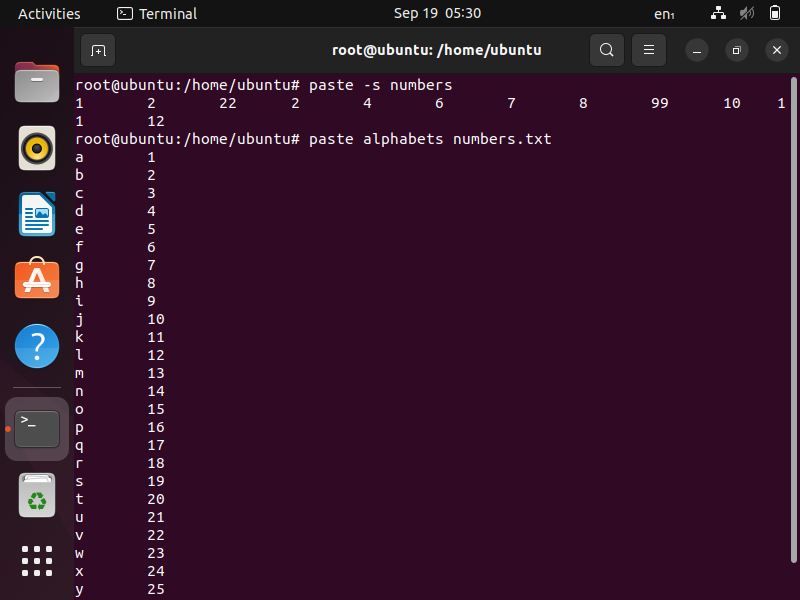 Activities Terminal Sep 19 05:30 en₁
root@ubuntu: /home/ubuntu
root@ubuntu:/home/ubuntu# paste -s numbers
1 2 22 2 4 6 7 8 99 10 1
1 12
root@ubuntu:/home/ubuntu# paste alphabets numbers.txt
a 1
b 2
c 3
d 4
e 5
f 6
g 7
h 8
i 9
j 10
k 11
l 12
m 13
n 14
o 15
p 16
q 17
r 18
s 19
t 20
u 21
v 22
w 23
x 24
y 25